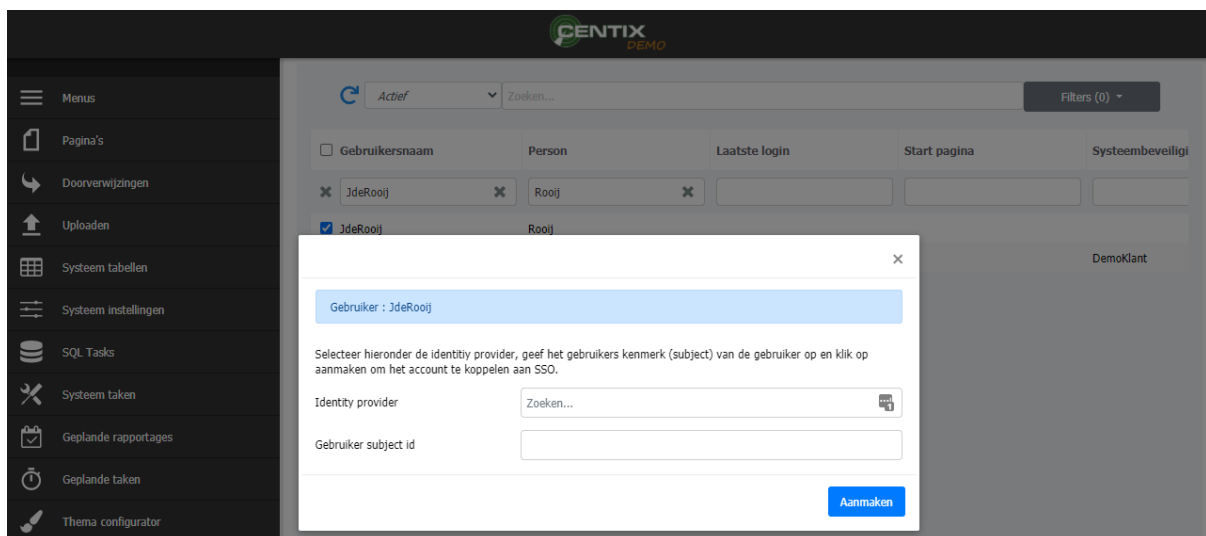 CENTIX
DEMO
Menus
Pagina's
Doorverwijzingen
Uploaden
Systeem tabellen
Systeem instellingen
SQL Tasks
Systeem taken
Geplande rapportages
Geplande taken
Thema configurator
Actief
Zoeken...
Filters (0)
Gebruikersnaam Person Laatste login Start pagina Systeembeveiligi
JdeRooij Rooij
JdeRooij Rooij
DemoKlant
×
Gebruiker : JdeRooij
Selecteer hieronder de identitiy provider, geef het gebruikers kenmerk (subject) van de gebruiker op en klik op
aanmaken om het account te koppelen aan SSO.
Identity provider Zoeken... 1
Gebruiker subject id
Aanmaken